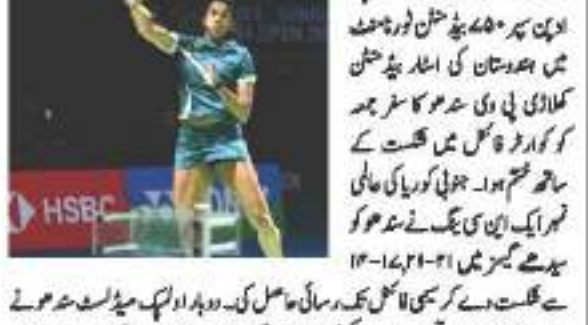 HSBC
اوپن سپر ۷۵۰ بیڈمنٹن ٹورنامنٹ
میں ہندوستان کی اسٹار بیڈمنٹن
کھلاڑی پی وی سندھو کا سفر جمعہ
کو کوارٹر فائنل میں شکست کے
ساتھ ختم ہوا۔ جنوبی کوریا کی عالمی
نمبر ایک این سی ینگ نے سندھو کو
سیدھے گیمز میں ۲۱-۱۴،۲۱-۱۷
سے شکست دے کر سیمی فائنل تک رسائی حاصل کی۔ دو بار اولمپک میڈلسٹ سندھو نے